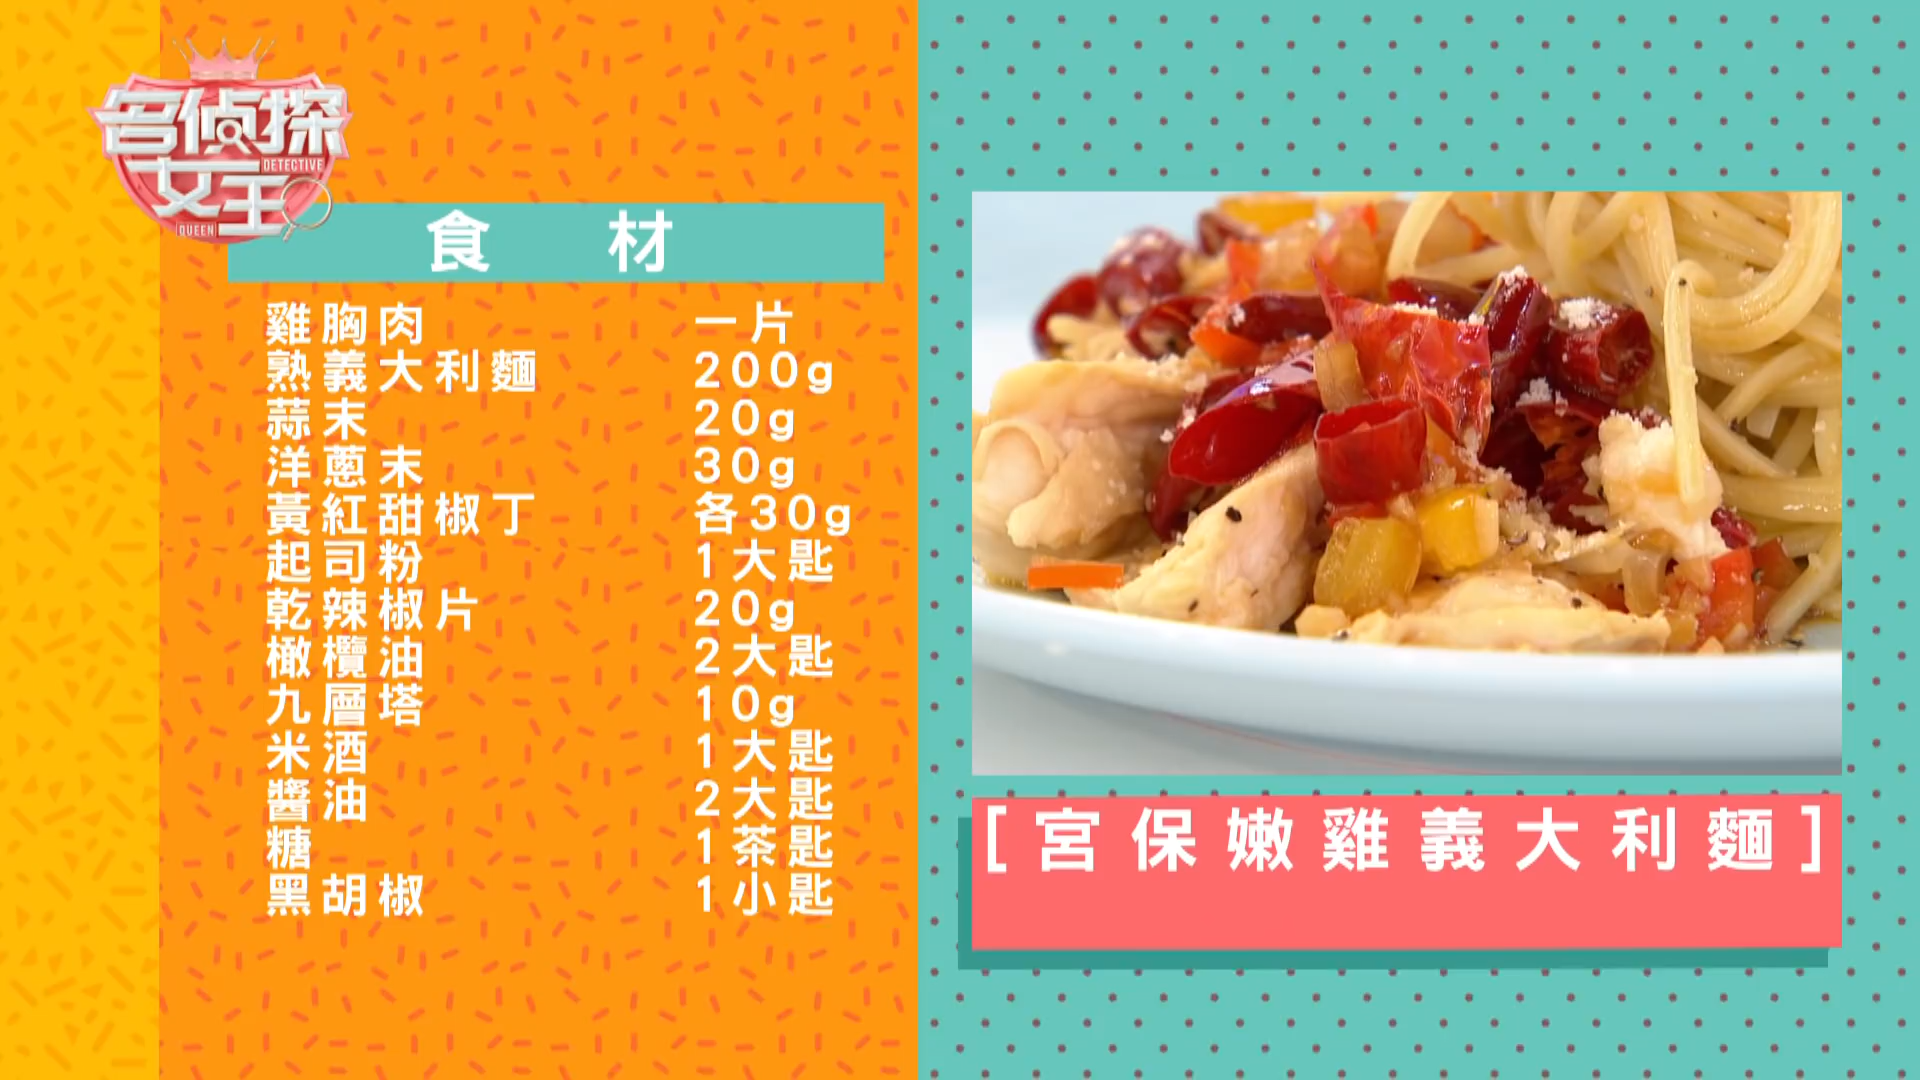 名偵探
DETECTIVE
女王
QUEEN
食 材
雞胸肉 一片
熟義大利麵 200g
蒜末 20g
洋蔥末 30g
黃紅甜椒丁 各30g
起司粉 1大匙
乾辣椒片 20g
橄欖油 2大匙
九層塔 10g
米酒 1大匙
醬油 2大匙
糖 1茶匙
黑胡椒 1小匙
[宮保嫩雞義大利麵]